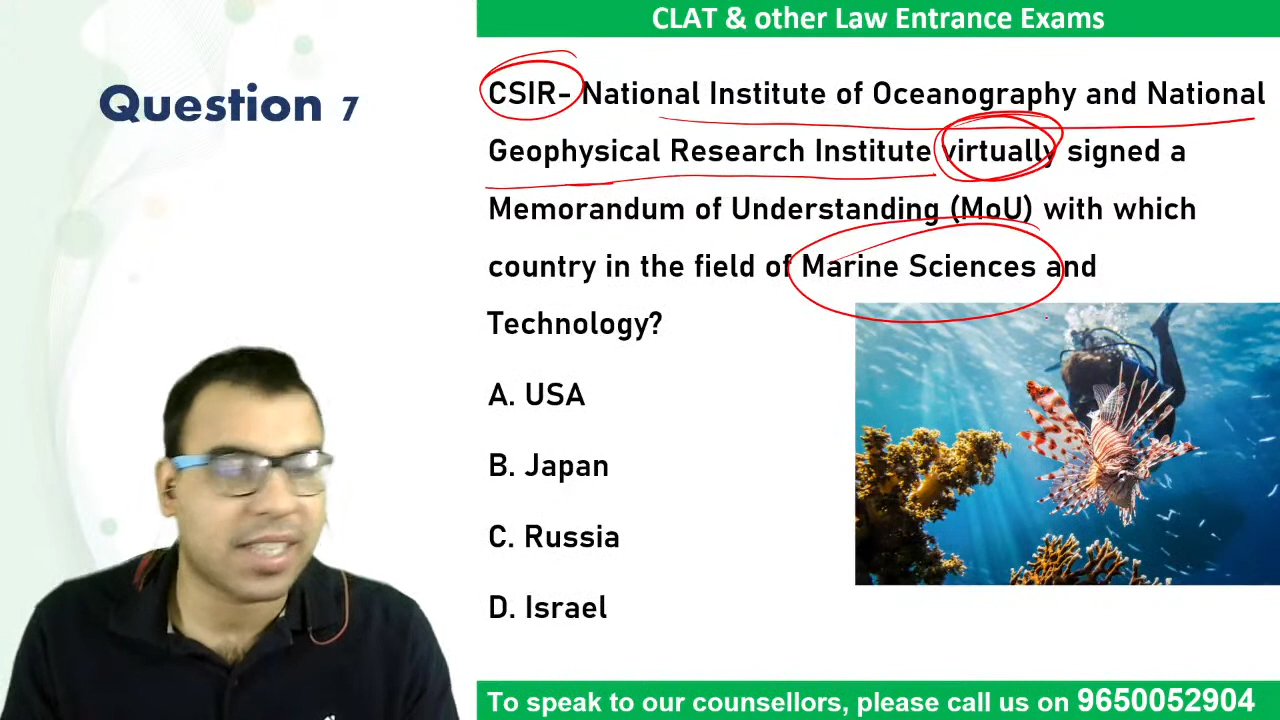 CLAT & other Law Entrance Exams
Question 7
CSIR- National Institute of Oceanography and National
Geophysical Research Institute virtually signed a
Memorandum of Understanding (MoU) with which
country in the field of Marine Sciences and
Technology?
A. USA
B. Japan
C. Russia
D. Israel
To speak to our counsellors, please call us on 9650052904